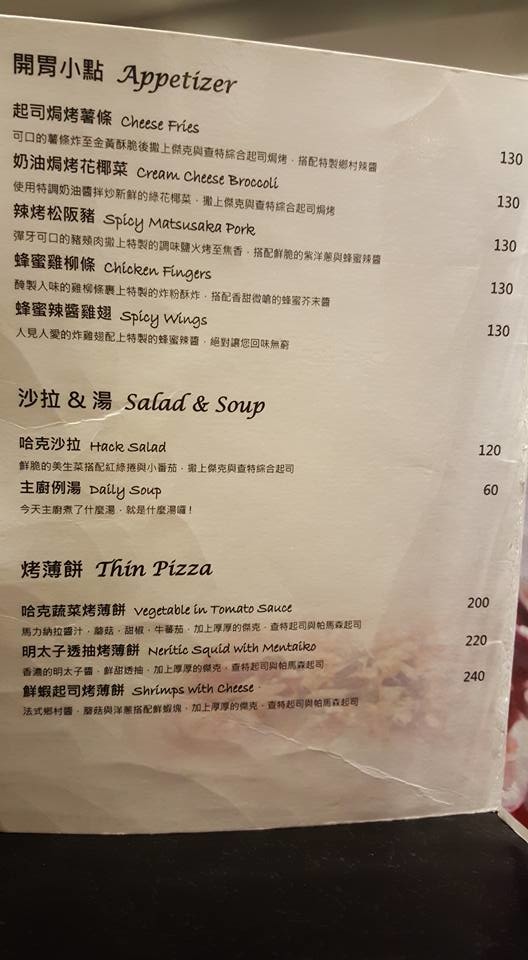 開胃小點 Appetizer
起司焗烤薯條 Cheese Fries 130
可口的薯條炸至金黃酥脆後撒上傑克與查特綜合起司焗烤，搭配特製鄉村辣醬
奶油焗烤花椰菜 Cream Cheese Broccoli 130
使用特調奶油醬拌炒新鮮的綠花椰菜，撒上傑克與查特綜合起司焗烤
辣烤松阪豬 Spicy Matsusaka Pork 130
彈牙可口的豬頰肉撒上特製的調味鹽火烤至焦香，搭配鮮脆的紫洋蔥與蜂蜜辣醬
蜂蜜雞柳條 Chicken Fingers 130
醃製入味的雞柳條裹上特製的炸粉酥炸，搭配香甜微嗆的蜂蜜芥末醬
蜂蜜辣醬雞翅 Spicy Wings 130
人見人愛的炸雞翅配上特製的蜂蜜辣醬，絕對讓您回味無窮
沙拉 & 湯 Salad & Soup
哈克沙拉 Hack Salad 120
鮮脆的美生菜搭配紅綠捲與小番茄，撒上傑克與查特綜合起司
主廚例湯 Daily Soup 60
今天主廚煮了什麼湯，就是什麼湯囉！
烤薄餅 Thin Pizza
哈克蔬菜烤薄餅 Vegetable in Tomato Sauce 200
馬力納拉醬汁，蘑菇，甜椒，牛蕃茄，加上厚厚的傑克，查特起司與帕馬森起司
明太子透抽烤薄餅 Neritic Squid with Mentaiko 220
香濃的明太子醬，鮮甜透抽，加上厚厚的傑克，查特起司與帕馬森起司
鮮蝦起司烤薄餅 Shrimps with Cheese 240
法式鄉村醬，蘑菇與洋蔥搭配鮮蝦塊，加上厚厚的傑克，查特起司與帕馬森起司